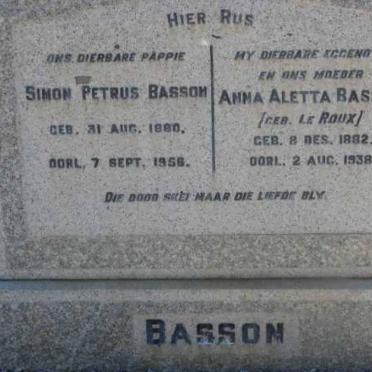 HIER RUS
ONS DIERBARE PAPPIE
SIMON PETRUS BASSON
GEB. 31 AUG. 1880.
OORL. 7 SEPT. 1956.
MY DIERBARE EGGENO
EN ONS MOEDER
ANNA ALETTA BAS
[GEB. LE ROUX]
GEB. 8 DES. 1882.
OORL. 2 AUG. 1938
DIE DOOD SKEI MAAR DIE LIEFDE BLY.
BASSON